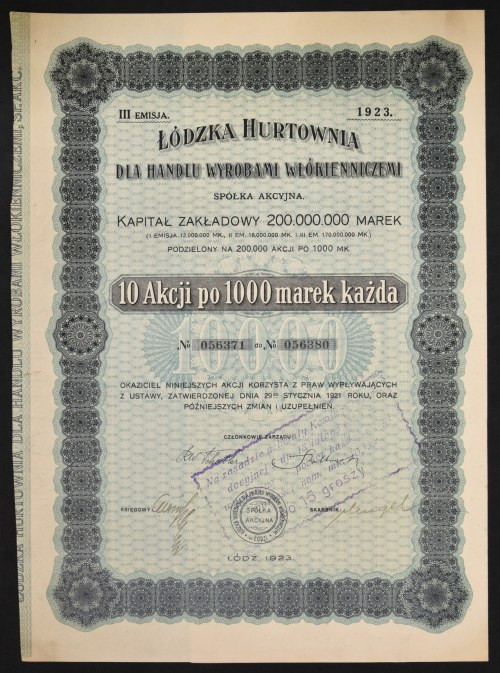 III EMISJA.
1923.
ŁÓDZKA HURTOWNIA
DLA HANDLU WYROBAMI WŁÓKIENNICZEMI
SPÓŁKA AKCYJNA.
KAPITAŁ ZAKŁADOWY 200.000.000 MAREK
(I EMISJA 12.000.000 MK., II EM. 18.000.000 MK. I III EM. 170.000.000 MK.)
PODZIELONY NA 200.000 AKCJI PO 1000 MK.
10 Akcji po 1000 marek każda
10000
№ 056371 do № 056380
OKAZICIEL NINIEJSZYCH AKCJI KORZYSTA Z PRAW WYPŁYWAJĄCYCH
Z USTAWY, ZATWIERDZONEJ DNIA 29GO STYCZNIA 1921 ROKU, ORAZ
PÓŹNIEJSZYCH ZMIAN I UZUPEŁNIEŃ.
CZŁONKOWIE ZARZĄDU
Na zasadzie
15 groszy
KSIĘGOWY
SPÓŁKA
AKCYJNA
SKARBNIK
ŁÓDŹ 1923.
ŁÓDZKA HURTOWNIA DLA HANDLU WYROBAMI WŁÓKIENNICZEMI, SP. AKC.